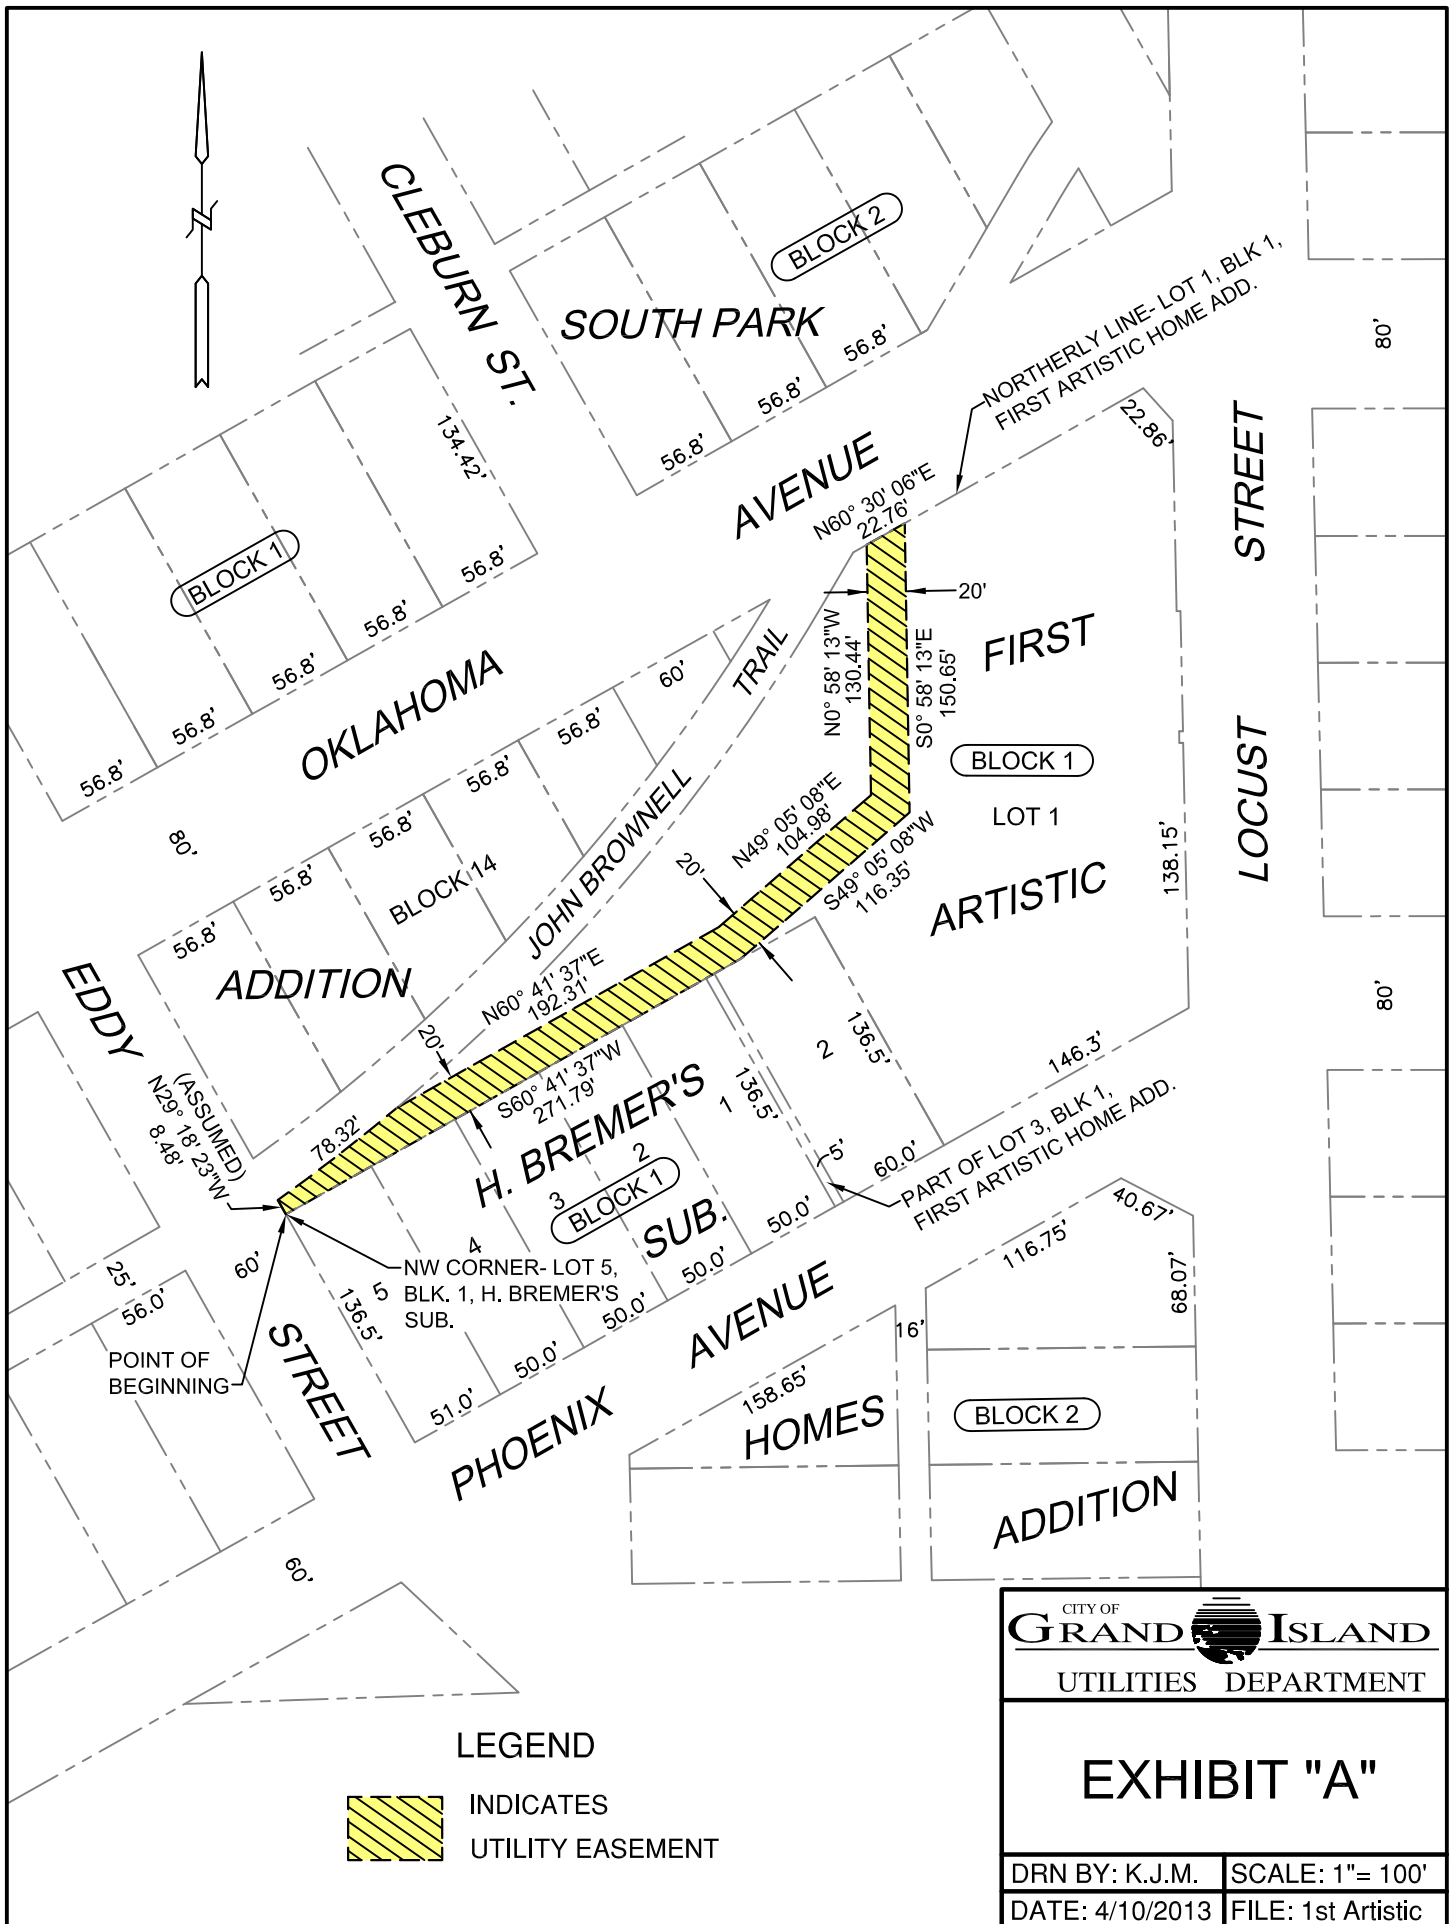 CLEBURN ST.
BLOCK 2
SOUTH PARK
56.8'
56.8'
56.8'
134.42'
NORTHERLY LINE- LOT 1, BLK 1,
FIRST ARTISTIC HOME ADD.
80'
22.86'
AVENUE
STREET
N60° 30' 06"E
22.76'
BLOCK 1
56.8'
56.8'
56.8'
56.8'
56.8'
20'
FIRST
N0° 58' 13"W
130.44'
S0° 58' 13"E
150.65'
TRAIL
60'
OKLAHOMA
56.8'
56.8'
56.8'
56.8'
56.8'
80'
BLOCK 1
LOT 1
LOCUST
JOHN BROWNELL
N49° 05' 08"E
104.98'
S49° 05' 08"W
116.35'
20'
138.15'
BLOCK 14
ARTISTIC
EDDY
ADDITION
N60° 41' 37"E
192.31'
20'
S60° 41' 37"W
271.79'
80'
136.5'
2
146.3'
(ASSUMED)
N29° 18' 23"W
8.48'
78.32'
H. BREMER'S
1
136.5'
2
3
BLOCK 1
SUB.
4
5
5'
60.0'
PART OF LOT 3, BLK 1,
FIRST ARTISTIC HOME ADD.
50.0'
50.0'
50.0'
50.0'
51.0'
NW CORNER- LOT 5,
BLK. 1, H. BREMER'S
SUB.
136.5'
60'
25'
56.0'
POINT OF
BEGINNING
STREET
AVENUE
PHOENIX
40.67'
116.75'
68.07'
16'
158.65'
HOMES
BLOCK 2
ADDITION
60'
LEGEND
INDICATES
UTILITY EASEMENT
CITY OF
GRAND ISLAND
UTILITIES DEPARTMENT
EXHIBIT "A"
DRN BY: K.J.M.
SCALE: 1"= 100'
DATE: 4/10/2013
FILE: 1st Artistic